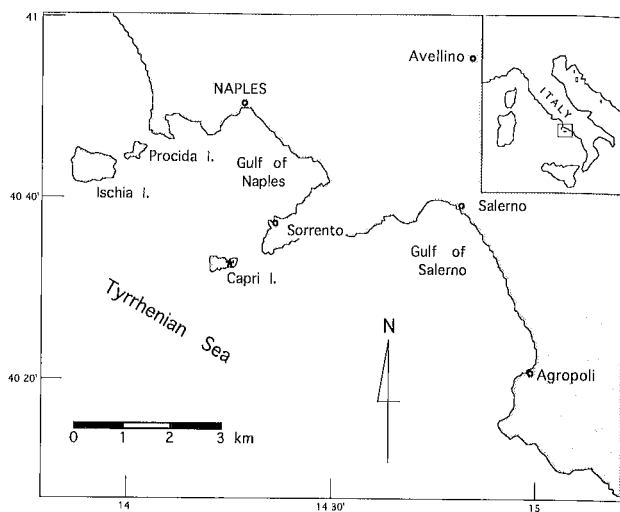 41
Avellino
NAPLES
ITALY
Procida i.
Gulf of
Naples
Ischia i.
40 40'
Salerno
Sorrento
Gulf of
Salerno
Capri I.
Tyrrhenian Sea
N
40 20'
Agropoli
0 1 2 3 km
14 14 30' 15